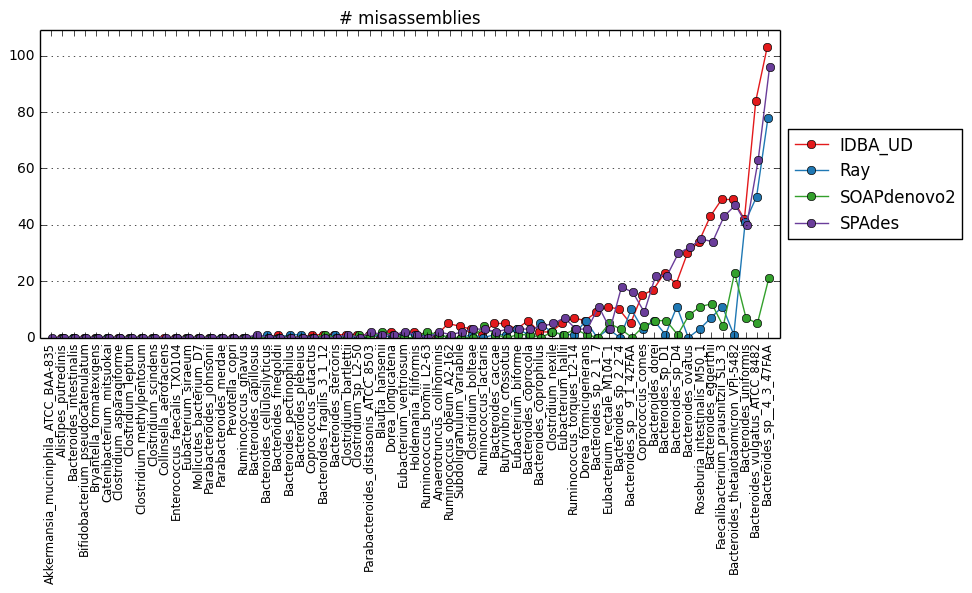 # misassemblies
100
80
60
40
20
0
IDBA_UD
Ray
SOAPdenovo2
SPAdes
Akkermansia_muciniphila_ATCC_BAA-835
Alistipes_putredinis
Bacteroides_intestinalis
Bifidobacterium_pseudocatenulatum
Bryantella_formatexigens
Catenibacterium_mitsuokai
Clostridium_asparagiforme
Clostridium_leptum
Clostridium_methylpentosum
Clostridium_scindens
Collinsella_aerofaciens
Enterococcus_faecalis_TX0104
Eubacterium_siraeum
Mollicutes_bacterium_D7
Parabacteroides_johnsonii
Parabacteroides_merdae
Prevotella_copri
Ruminococcus_gnavus
Bacteroides_capillosus
Bacteroides_cellulosilyticus
Bacteroides_finegoldii
Bacteroides_pectinophilus
Bacteroides_plebeius
Coprococcus_eutactus
Bacteroides_fragilis_3_1_12
Bacteroides_stercoris
Clostridium_bartlettii
Clostridium_sp_L2-50
Parabacteroides_distasonis_ATCC_8503
Blautia_hansenii
Dorea_longicatena
Eubacterium_ventriosum
Holdemania_filiformis
Ruminococcus_bromii_L2-63
Anaerotruncus_colihominis
Ruminococcus_obeum_A2-162
Subdoligranulum_variabile
Clostridium_bolteae
Ruminococcus_lactaris
Bacteroides_caccae
Butyrivibrio_crossotus
Eubacterium_biforme
Bacteroides_coprocola
Bacteroides_coprophilus
Clostridium_nexile
Eubacterium_hallii
Ruminococcus_torques_L2-14
Dorea_formicigenerans
Bacteroides_sp_2_1_7
Eubacterium_rectale_M104_1
Bacteroides_sp_2_2_4
Bacteroides_sp_9_1_42FAA
Coprococcus_comes
Bacteroides_dorei
Bacteroides_sp_D1
Bacteroides_sp_D4
Bacteroides_ovatus
Roseburia_intestinalis_M50_1
Bacteroides_eggerthii
Faecalibacterium_prausnitzii_SL3_3
Bacteroides_thetaiotaomicron_VPI-5482
Bacteroides_uniformis
Bacteroides_vulgatus_ATCC_8482
Bacteroides_sp_4_3_47FAA